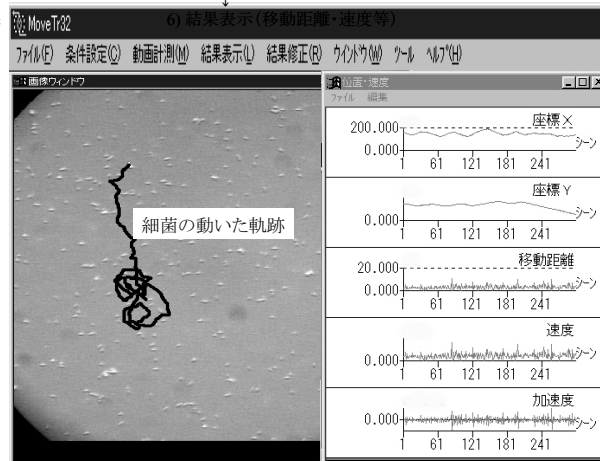 6) 結果表示(移動距離・速度等)
MoveTr32
ファイル(F) 条件設定(C) 動画計測(M) 結果表示(L) 結果修正(R) ウインドウ(W) ツール ヘルプ(H)
画像ウィンドウ
細菌の動いた軌跡
位置・速度
ファイル 編集
座標X
200.000
0.000
シーン
1 61 121 181 241
座標Y
0.000
シーン
1 61 121 181 241
移動距離
20.000
0.000
シーン
1 61 121 181 241
速度
0.000
シーン
1 61 121 181 241
加速度
0.000
シーン
1 61 121 181 241